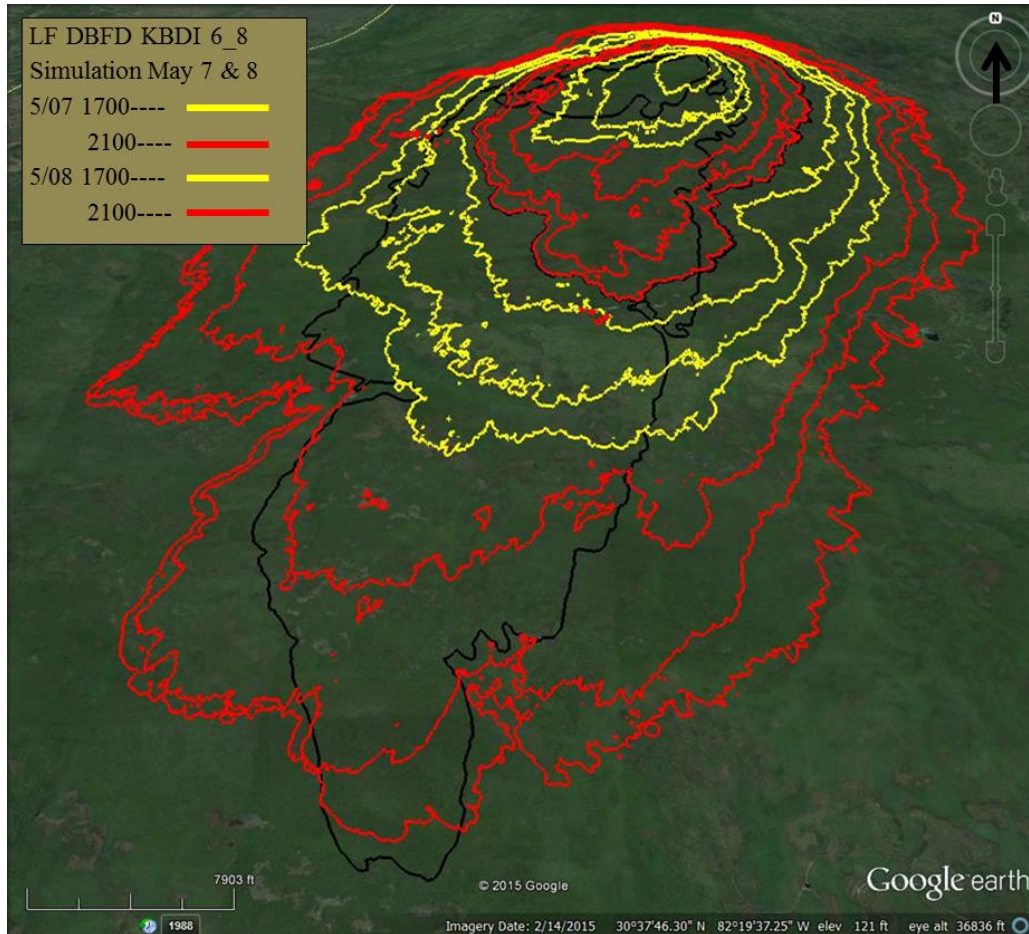 LF DBFD KBDI 6_8
Simulation May 7 & 8
5/07 1700----
2100----
5/08 1700----
2100----
N
7903 ft
© 2015 Google
Google earth
1988
Imagery Date: 2/14/2015 30°37'46.30" N 82°19'37.25" W elev 121 ft eye alt 36836 ft